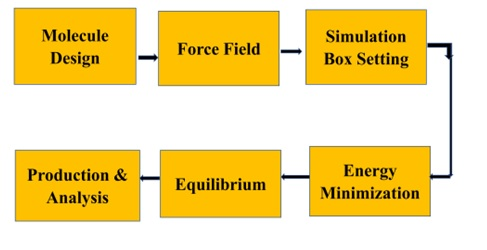 Molecule
Design
Force Field
Simulation
Box Setting
Energy
Minimization
Equilibrium
Production &
Analysis